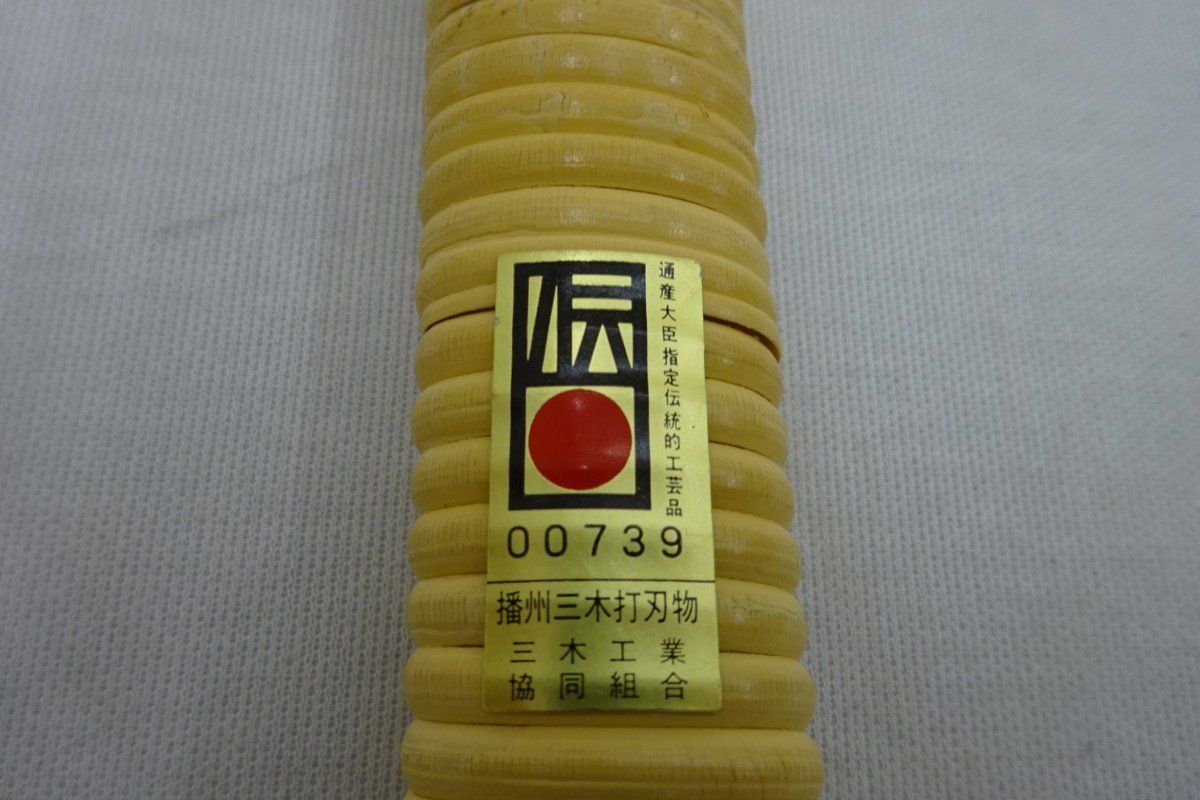 伝
通産大臣指定伝統的工芸品
00739
播州三木打刃物
三木工業
協同組合